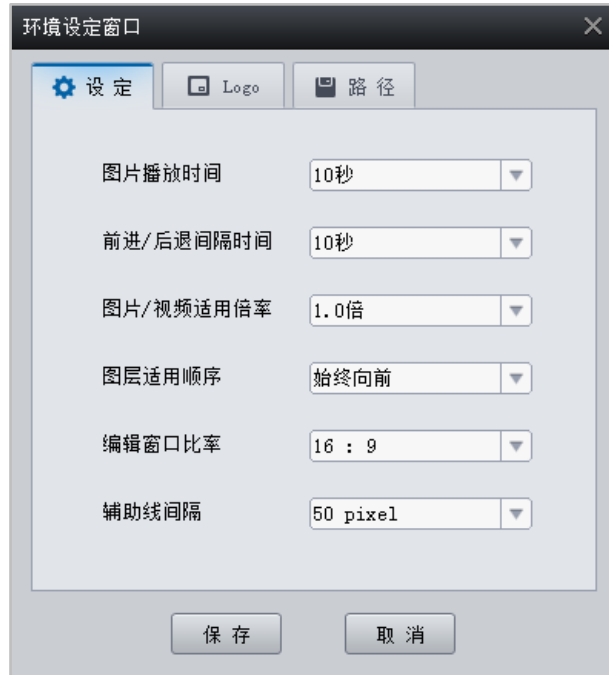 环境设定窗口
设 定 Logo 路 径
图片播放时间 10秒
前进/后退间隔时间 10秒
图片/视频适用倍率 1.0倍
图层适用顺序 始终向前
编辑窗口比率 16 : 9
辅助线间隔 50 pixel
保 存 取 消